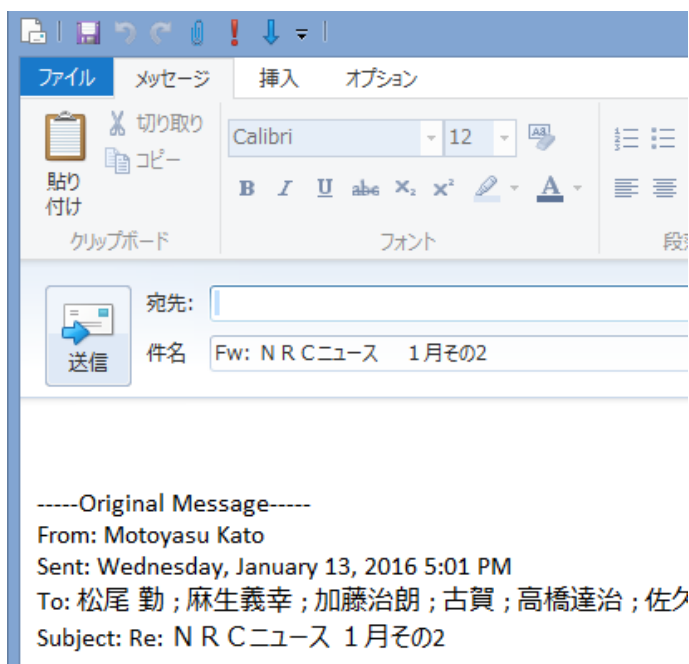 ファイル メッセージ 挿入 オプション
切り取り
コピー
貼り
付け
クリップボード
Calibri 12
B I U abc X₂ X² A
フォント
宛先:
送信
件名 Fw: ＮＲＣニュース　１月その2
-----Original Message-----
From: Motoyasu Kato
Sent: Wednesday, January 13, 2016 5:01 PM
To: 松尾 勤 ; 麻生義幸 ; 加藤治朗 ; 古賀 ; 高橋達治 ; 佐
Subject: Re: ＮＲＣニュース １月その2